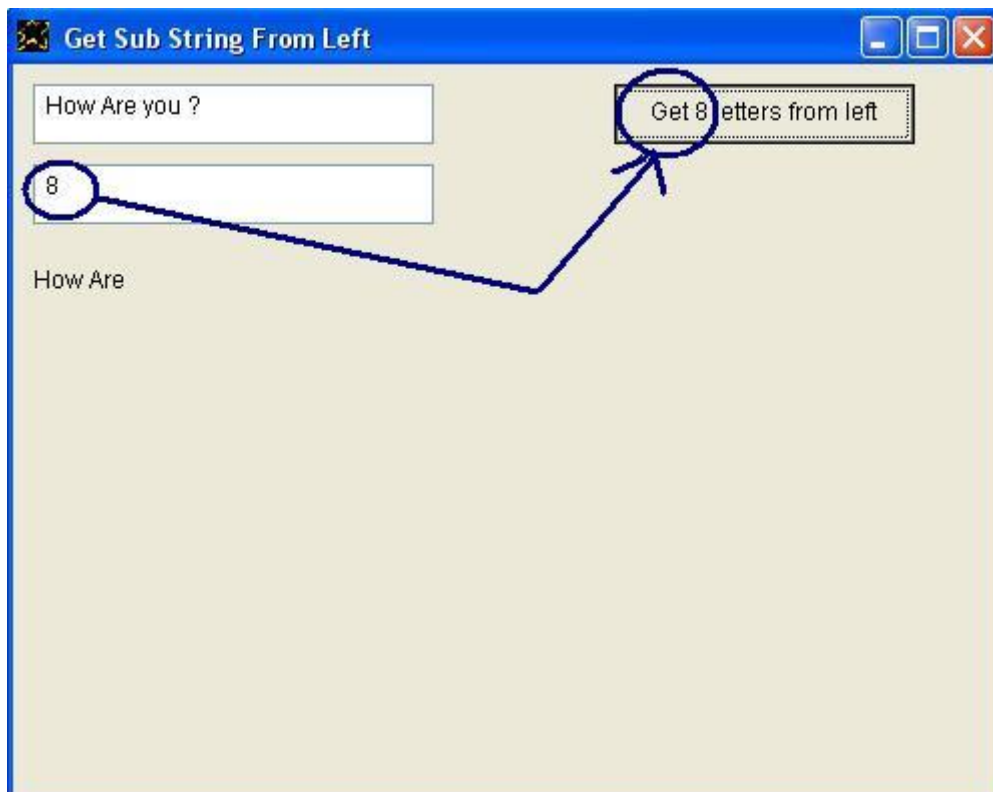 Get Sub String From Left
How Are you ?
Get 8 letters from left
8
How Are